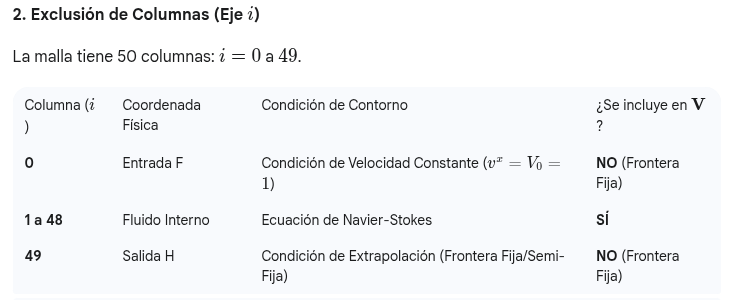 2. Exclusión de Columnas (Eje i)
La malla tiene 50 columnas: i = 0 a 49.
Columna (i
)
Coordenada
Física
Condición de Contorno
¿Se incluye en V
?
0
Entrada F
Condición de Velocidad Constante (vˣ = V₀ =
1)
NO (Frontera
Fija)
1 a 48
Fluido Interno
Ecuación de Navier-Stokes
SÍ
49
Salida H
Condición de Extrapolación (Frontera Fija/Semi-
Fija)
NO (Frontera
Fija)